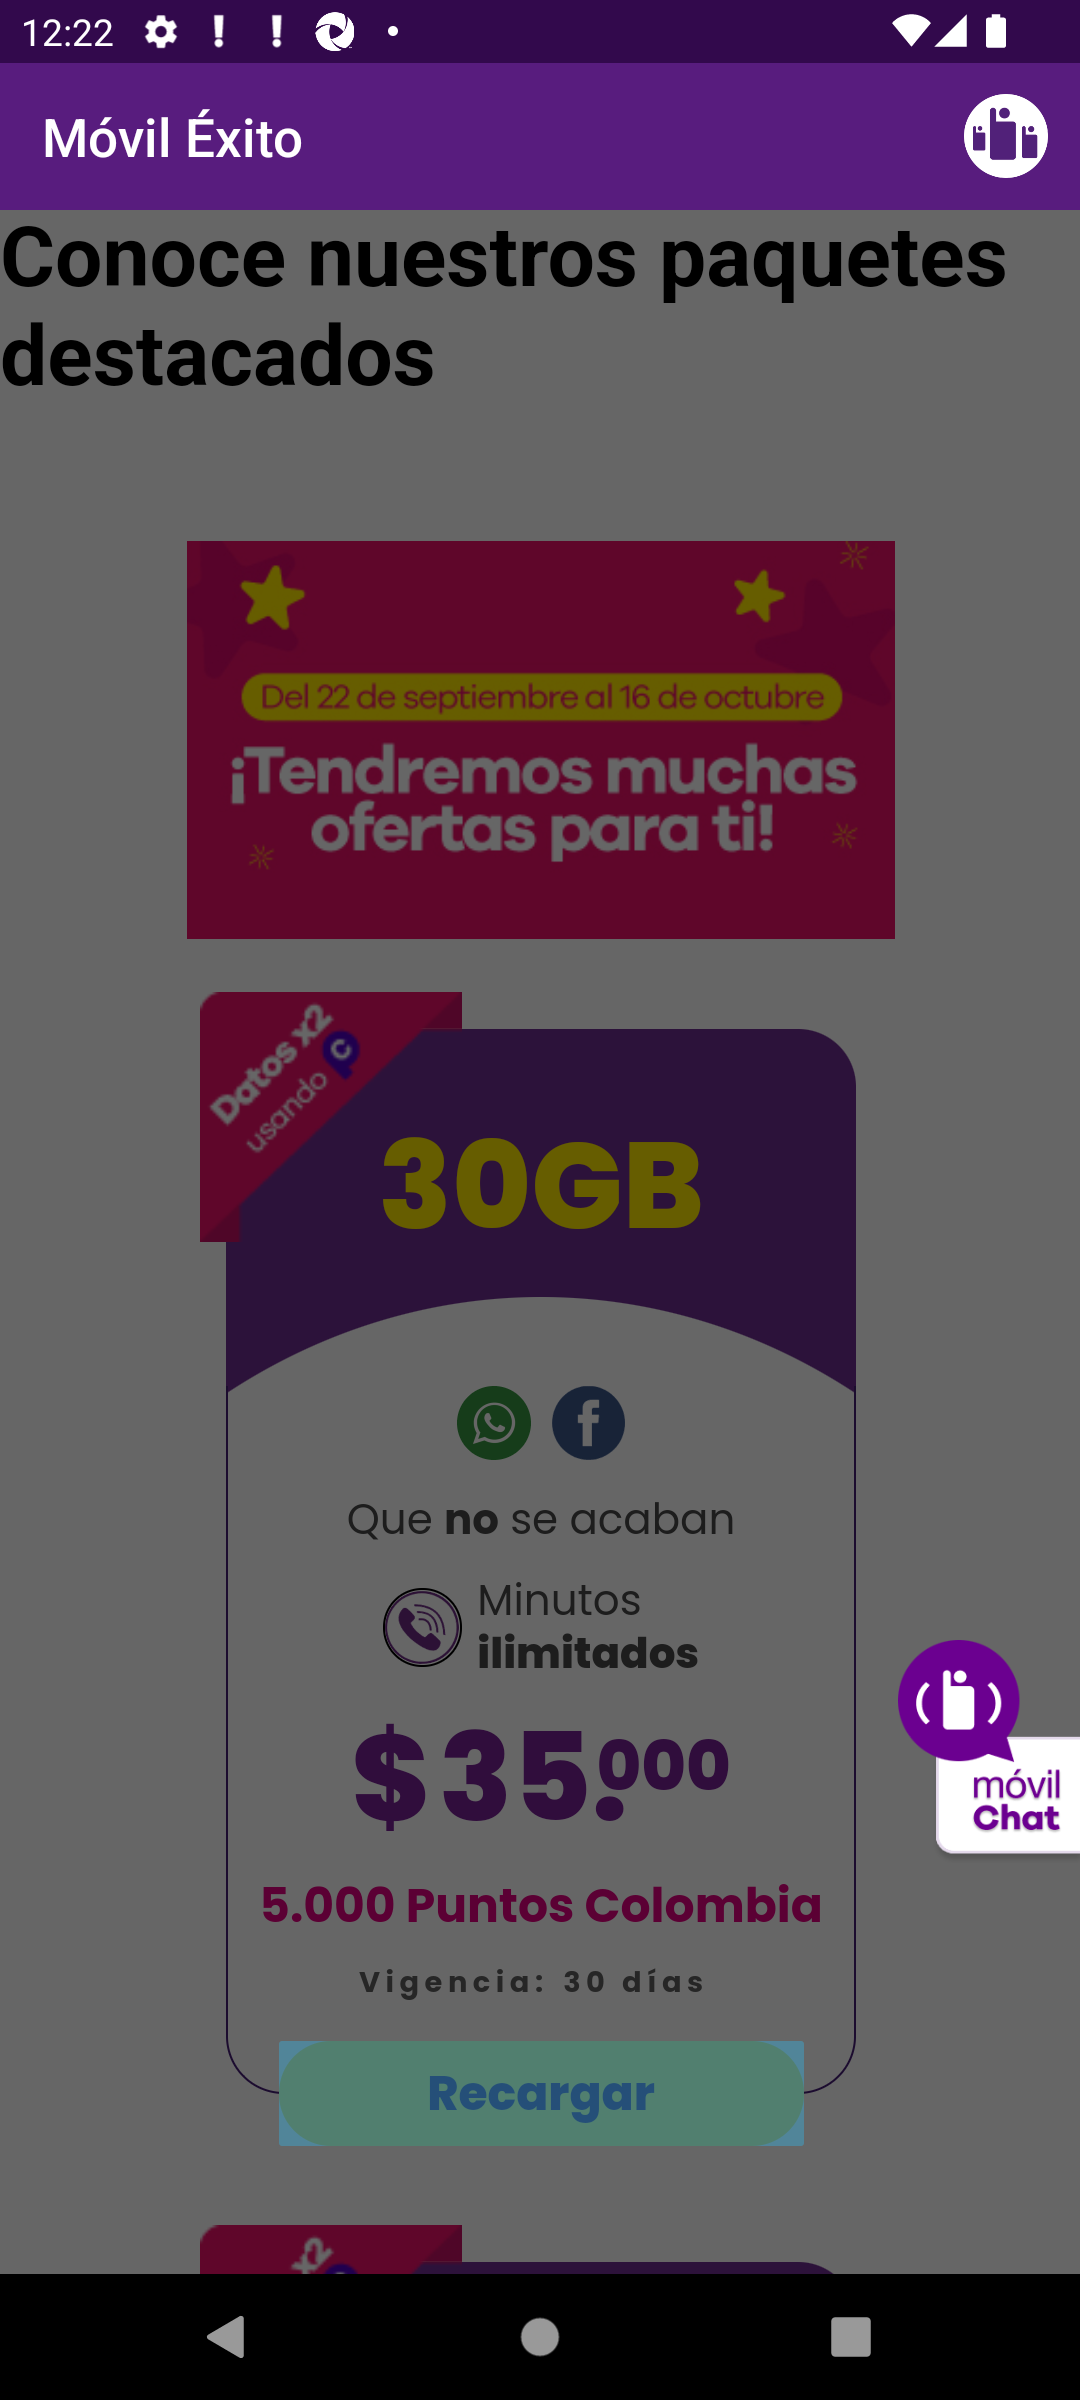 12:22
Móvil Éxito
Conoce nuestros paquetes
destacados
Del 22 de septiembre al 16 de octubre
¡Tendremos muchas
ofertas para ti!
Datos x2
usando
30GB
Que no se acaban
Minutos
ilimitados
$35.000
móvil
Chat
5.000 Puntos Colombia
Vigencia: 30 días
Recargar
x2